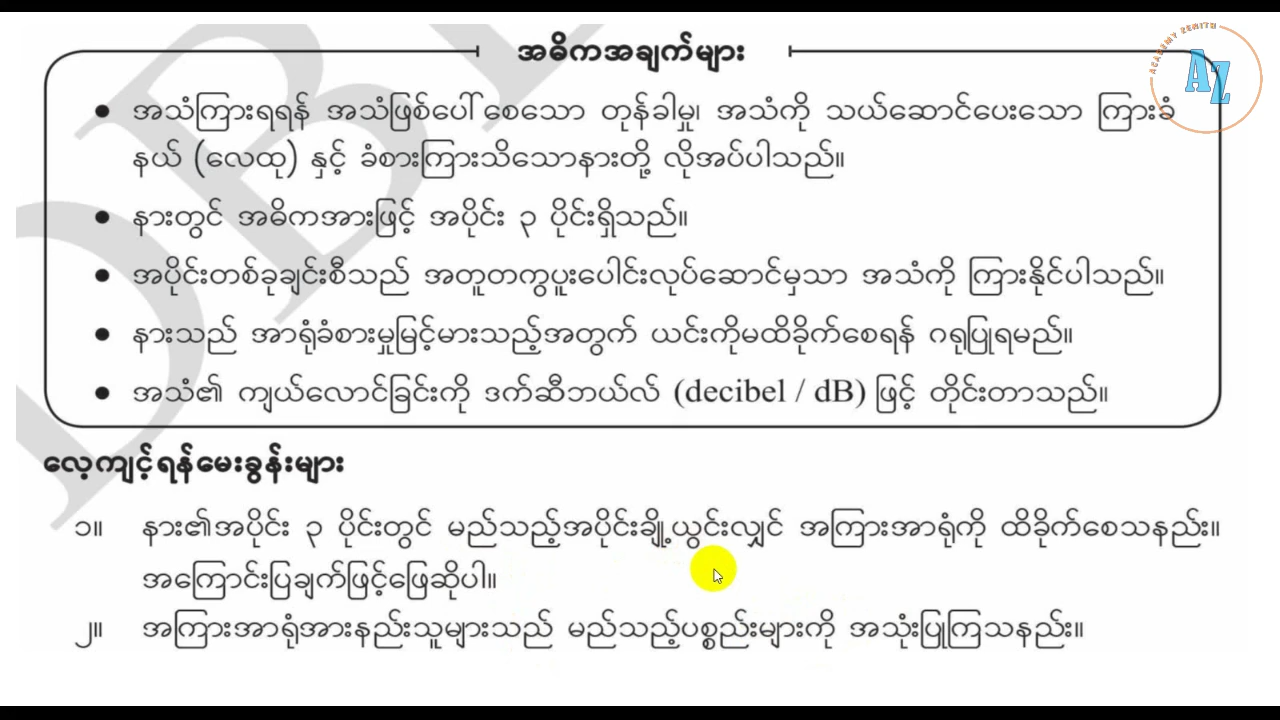 ACADEMY ZENITH
AZ
အဓိကအချက်များ
• အသံကြားရရန် အသံဖြစ်ပေါ်စေသော တုန်ခါမှု၊ အသံကို သယ်ဆောင်ပေးသော ကြားခံ
နယ် (လေထု) နှင့် ခံစားကြားသိသောနားတို့ လိုအပ်ပါသည်။
• နားတွင် အဓိကအားဖြင့် အပိုင်း ၃ ပိုင်းရှိသည်။
• အပိုင်းတစ်ခုချင်းစီသည် အတူတကွပူးပေါင်းလုပ်ဆောင်မှသာ အသံကို ကြားနိုင်ပါသည်။
• နားသည် အာရုံခံစားမှုမြင့်မားသည့်အတွက် ယင်းကိုမထိခိုက်စေရန် ဂရုပြုရမည်။
• အသံ၏ ကျယ်လောင်ခြင်းကို ဒက်ဆီဘယ်လ် (decibel / dB) ဖြင့် တိုင်းတာသည်။
လေ့ကျင့်ရန်မေးခွန်းများ
၁။ နား၏အပိုင်း ၃ ပိုင်းတွင် မည်သည့်အပိုင်းချို့ယွင်းလျှင် အကြားအာရုံကို ထိခိုက်စေသနည်း။
အကြောင်းပြချက်ဖြင့်ဖြေဆိုပါ။
၂။ အကြားအာရုံအားနည်းသူများသည် မည်သည့်ပစ္စည်းများကို အသုံးပြုကြသနည်း။